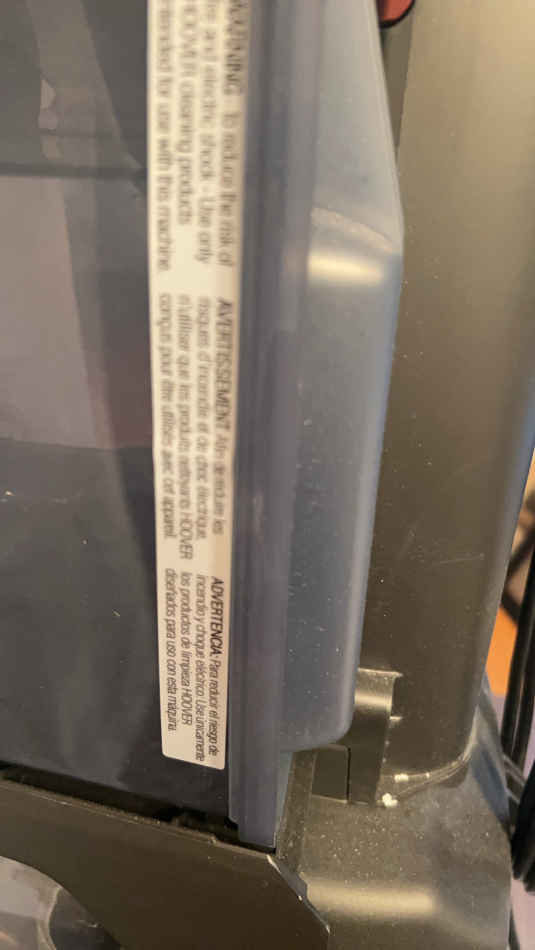 WARNING: To reduce the risk of
fire and electric shock - Use only
HOOVER cleaning products
intended for use with this machine.
AVERTISSEMENT: Afin de réduire les
risques d'incendie et de choc électrique,
n'utiliser que les produits nettoyants HOOVER
conçus pour être utilisés avec cet appareil.
ADVERTENCIA: Para reducir el riesgo de
incendio y choque eléctrico. Use únicamente
los productos de limpieza HOOVER
diseñados para uso con esta máquina.